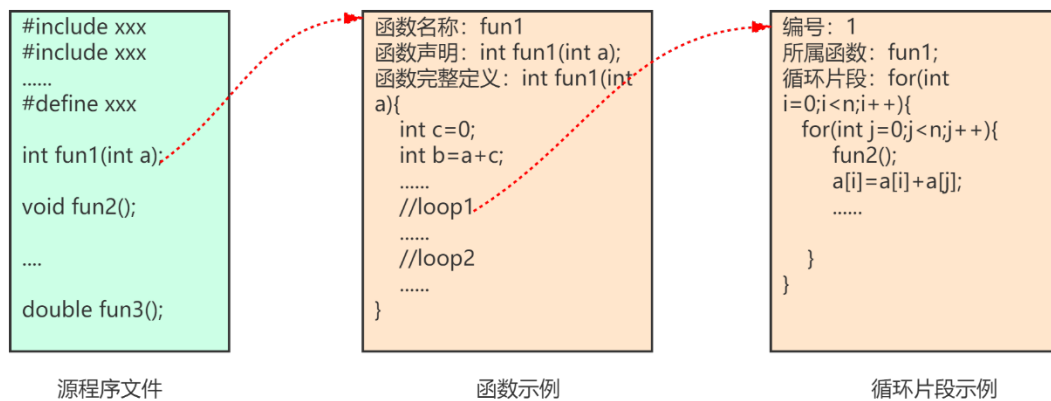 #include xxx
#include xxx
......
#define xxx
int fun1(int a);
void fun2();
....
double fun3();
源程序文件
函数名称：fun1
函数声明：int fun1(int a);
函数完整定义：int fun1(int
a){
int c=0;
int b=a+c;
......
//loop1
......
//loop2
......
}
函数示例
编号：1
所属函数：fun1;
循环片段：for(int
i=0;i<n;i++){
for(int j=0;j<n;j++){
fun2();
a[i]=a[i]+a[j];
......
}
}
循环片段示例